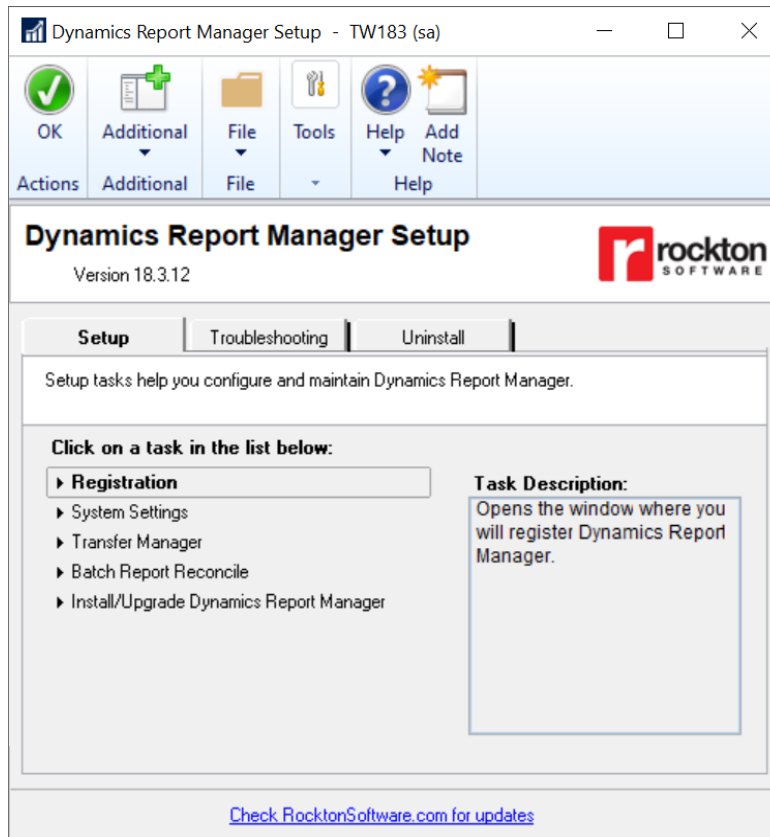 Dynamics Report Manager Setup - TW183 (sa)
OK
Additional
File
Tools
Help
Add
Note
Actions
Additional
File
Help
Dynamics Report Manager Setup
Version 18.3.12
r rockton
SOFTWARE
Setup
Troubleshooting
Uninstall
Setup tasks help you configure and maintain Dynamics Report Manager.
Click on a task in the list below:
Registration
System Settings
Transfer Manager
Batch Report Reconcile
Install/Upgrade Dynamics Report Manager
Task Description:
Opens the window where you
will register Dynamics Report
Manager.
Check RocktonSoftware.com for updates